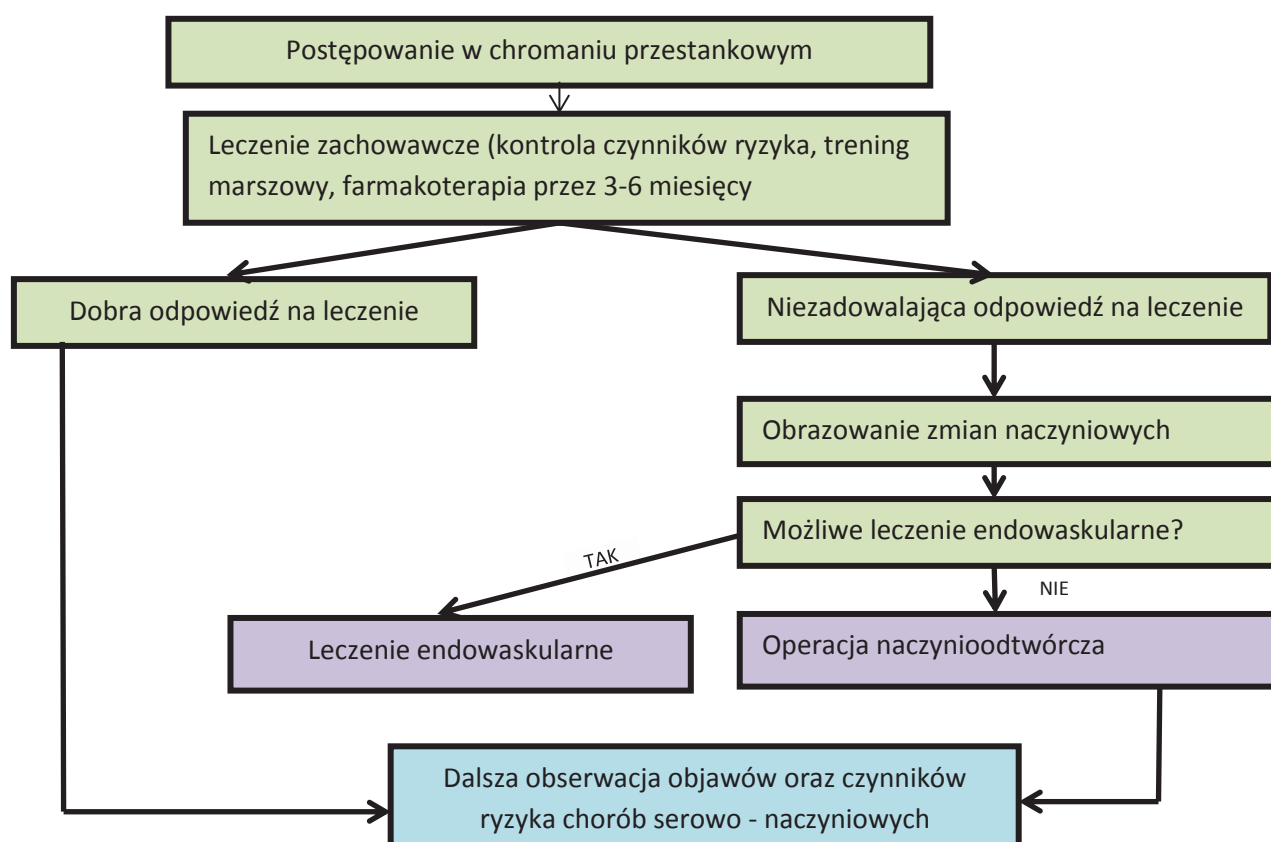 Postępowanie w chromaniu przestankowym
Leczenie zachowawcze (kontrola czynników ryzyka, trening
marszowy, farmakoterapia przez 3-6 miesięcy
Dobra odpowiedź na leczenie
Niezadowalająca odpowiedź na leczenie
Obrazowanie zmian naczyniowych
Możliwe leczenie endowaskularne?
TAK
NIE
Leczenie endowaskularne
Operacja naczynioodtwórcza
Dalsza obserwacja objawów oraz czynników
ryzyka chorób serowo - naczyniowych